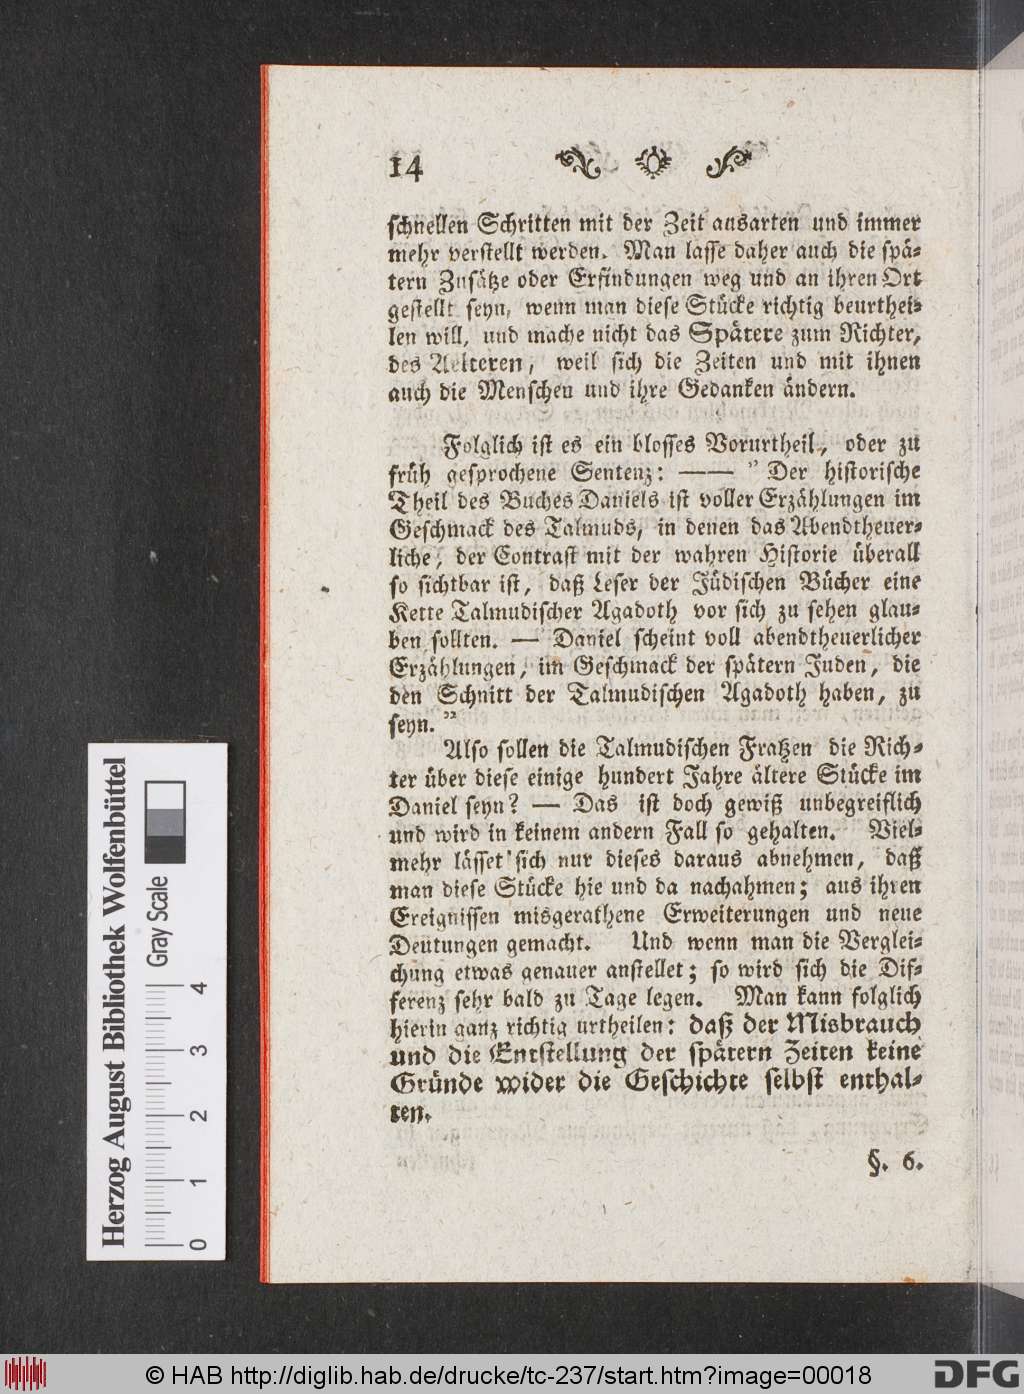 14
schnellen Schritten mit der Zeit ausarten und immer
mehr verstellt werden. Man lasse daher auch die spä⸗
tern Zusätze oder Erfindungen weg und an ihren Ort
gestellt seyn, wenn man diese Stücke richtig beurthei⸗
len will, und mache nicht das Spätere zum Richter,
des Aelteren, weil sich die Zeiten und mit ihnen
auch die Menschen und ihre Gedanken ändern.
Folglich ist es ein blosses Vorurtheil, oder zu
früh gesprochene Sentenz: —— ” Der historische
Theil des Buches Daniels ist voller Erzählungen im
Geschmack des Talmuds, in denen das Abendtheuer⸗
liche, der Contrast mit der wahren Historie überall
so sichtbar ist, daß Leser der Jüdischen Bücher eine
Kette Talmudischer Agadoth vor sich zu sehen glau⸗
ben sollten. — Daniel scheint voll abendtheuerlicher
Erzählungen, im Geschmack der spätern Juden, die
den Schnitt der Talmudischen Agadoth haben, zu
seyn. ”
Also sollen die Talmudischen Fratzen die Rich⸗
ter über diese einige hundert Jahre ältere Stücke im
Daniel seyn? — Das ist doch gewiß unbegreiflich
und wird in keinem andern Fall so gehalten. Viel⸗
mehr lässet sich nur dieses daraus abnehmen, daß
man diese Stücke hie und da nachahmen; aus ihren
Ereignissen misgerathene Erweiterungen und neue
Deutungen gemacht. Und wenn man die Verglei⸗
chung etwas genauer anstellet; so wird sich die Dif⸗
ferenz sehr bald zu Tage legen. Man kann folglich
hierin ganz richtig urtheilen: daß der Misbrauch
und die Entstellung der spätern Zeiten keine
Gründe wider die Geschichte selbst enthal⸗
ten.
§. 6.
Herzog August Bibliothek Wolfenbüttel
Gray Scale
0 1 2 3 4
© HAB http://diglib.hab.de/drucke/tc-237/start.htm?image=00018
DFG